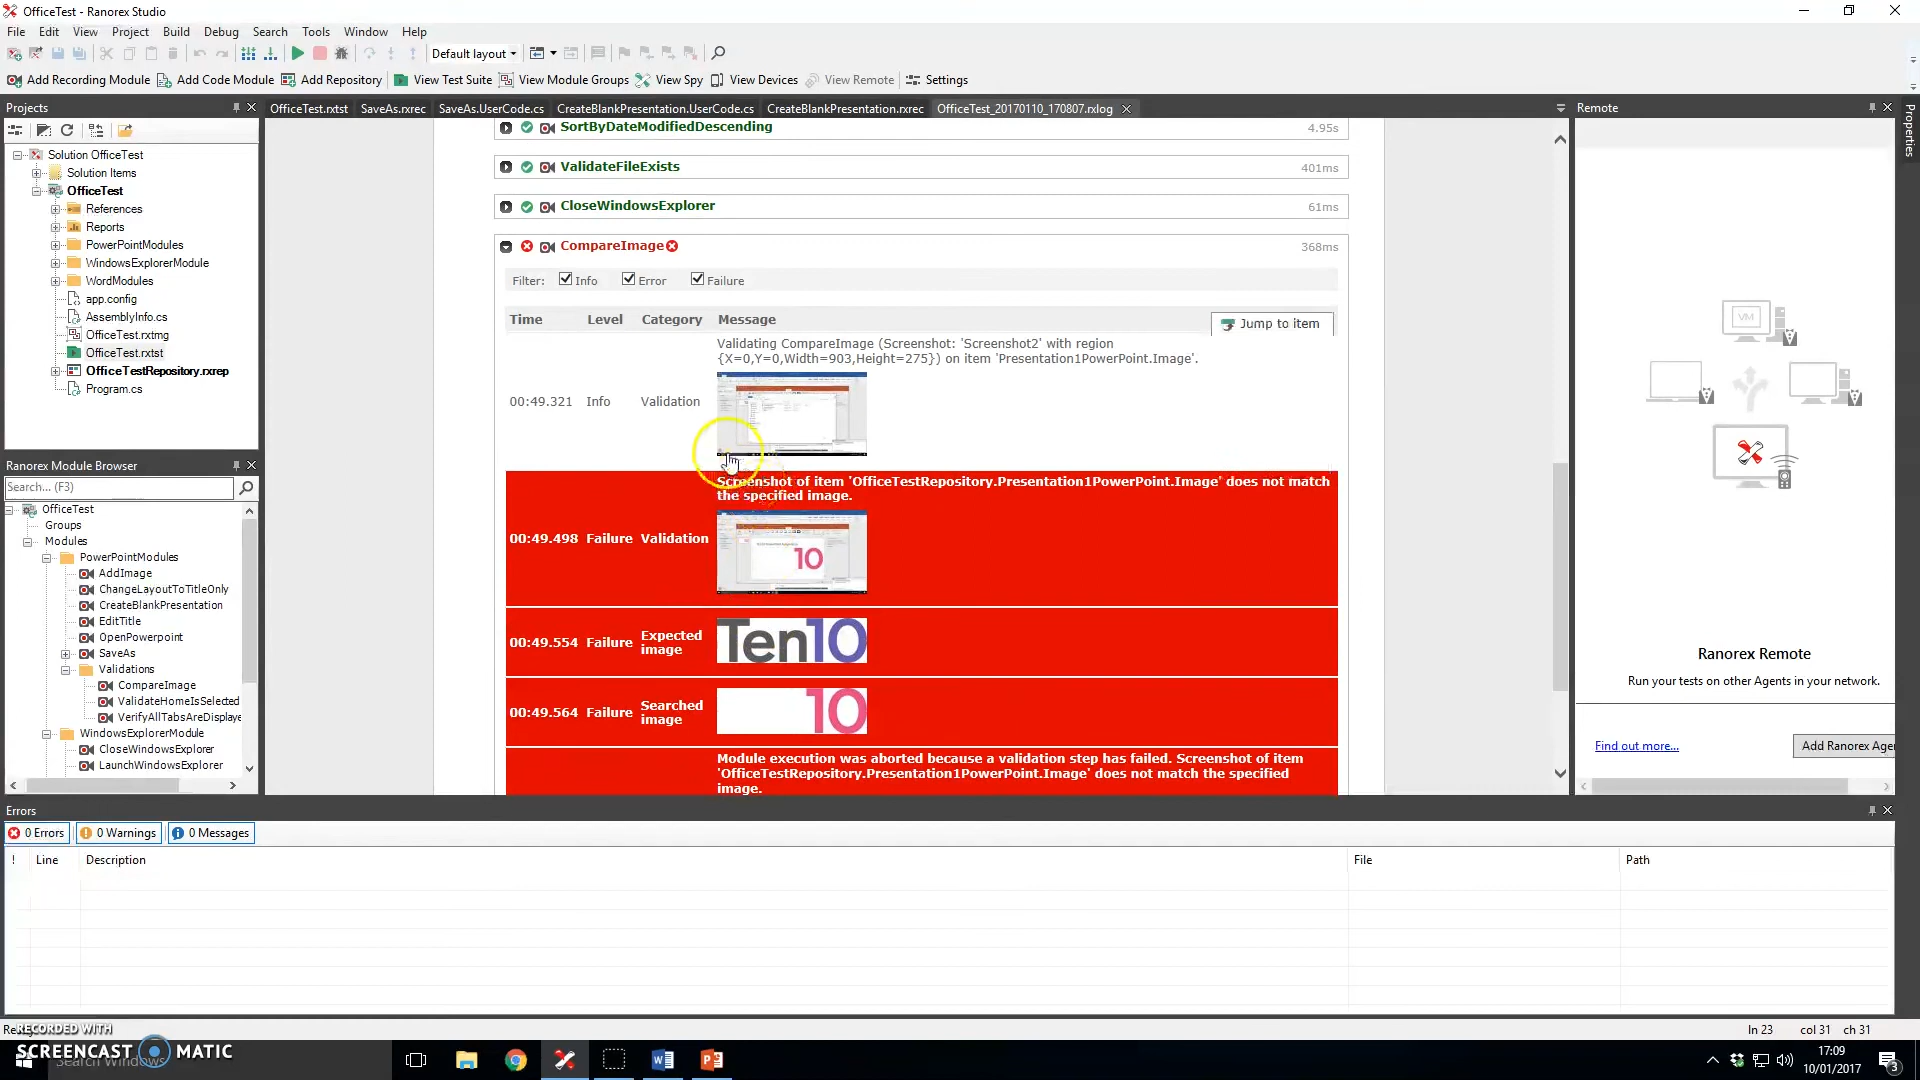 OfficeTest - Ranorex Studio
File Edit View Project Build Debug Search Tools Window Help
Default layout
Add Recording Module Add Code Module Add Repository View Test Suite View Module Groups View Spy View Devices View Remote Settings
Projects
OfficeTest.rxtst SaveAs.rxrec SaveAs.UserCode.cs CreateBlankPresentation.UserCode.cs CreateBlankPresentation.rxrec OfficeTest_20170110_170807.rxlog
Remote
Properties
Solution OfficeTest
Solution Items
OfficeTest
References
Reports
PowerPointModules
WindowsExplorerModule
WordModules
app.config
AssemblyInfo.cs
OfficeTest.rxtmg
OfficeTest.rxtst
OfficeTestRepository.rxrep
Program.cs
Ranorex Module Browser
Search... (F3)
OfficeTest
Groups
Modules
PowerPointModules
AddImage
ChangeLayoutToTitleOnly
CreateBlankPresentation
EditTitle
OpenPowerpoint
SaveAs
Validations
CompareImage
ValidateHomeIsSelected
VerifyAllTabsAreDisplaye
WindowsExplorerModule
CloseWindowsExplorer
LaunchWindowsExplorer
SortByDateModifiedDescending 4.95s
ValidateFileExists 401ms
CloseWindowsExplorer 61ms
CompareImage 368ms
Filter: Info Error Failure
Time Level Category Message
Jump to item
Validating CompareImage (Screenshot: 'Screenshot2' with region
{X=0,Y=0,Width=903,Height=275}) on item 'Presentation1PowerPoint.Image'.
00:49.321 Info Validation
Screenshot of item 'OfficeTestRepository.Presentation1PowerPoint.Image' does not match
the specified image.
00:49.498 Failure Validation
10
00:49.554 Failure Expected image
Ten10
00:49.564 Failure Searched image
10
Module execution was aborted because a validation step has failed. Screenshot of item
'OfficeTestRepository.Presentation1PowerPoint.Image' does not match the specified
image.
VM
Ranorex Remote
Run your tests on other Agents in your network.
Find out more...
Add Ranorex Agen
Errors
0 Errors 0 Warnings 0 Messages
! Line Description File Path
RECORDED WITH
SCREENCAST MATIC
Search Windows
Ln 23 col 31 ch 31
17:09
10/01/2017
3